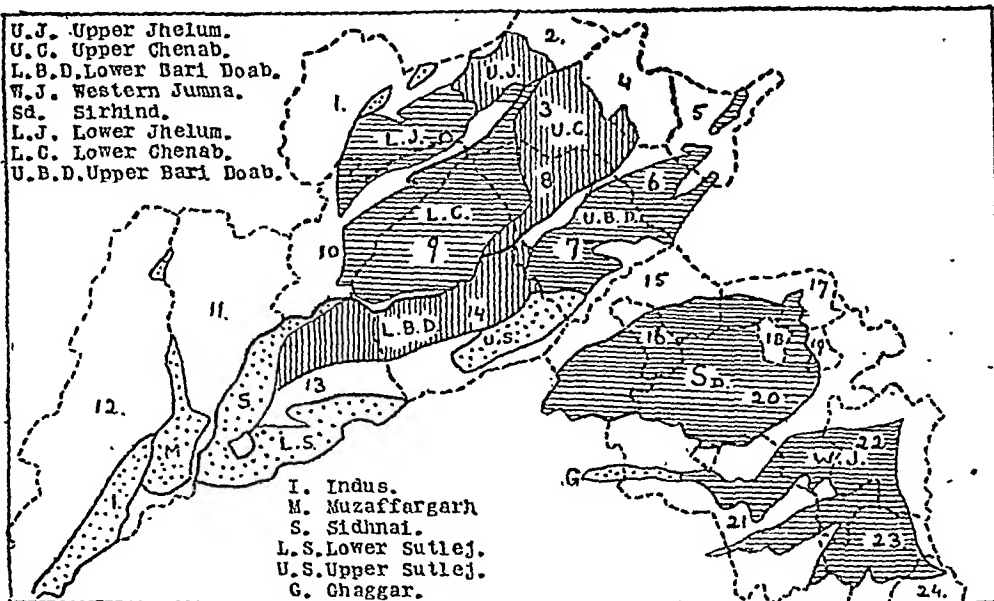 U.J. Upper Jhelum.
U.C. Upper Chenab.
L.B.D. Lower Bari Doab.
W.J. Western Jumna.
Sd. Sirhind.
L.J. Lower Jhelum.
L.C. Lower Chenab.
U.B.D. Upper Bari Doab.
2.
U.J.
4
1.
3
5
L.J.
U.C.
8
6
L.C.
U.B.D.
10
9
7
15
17
11.
14
L.B.D.
U.S.
16
18
19
13
SD.
20
12.
S
L.S.
M
22
W.J.
G
I
21
23
24.
I. Indus.
M. Muzaffargarh
S. Sidhnai.
L.S. Lower Sutlej.
U.S. Upper Sutlej.
G. Ghaggar.